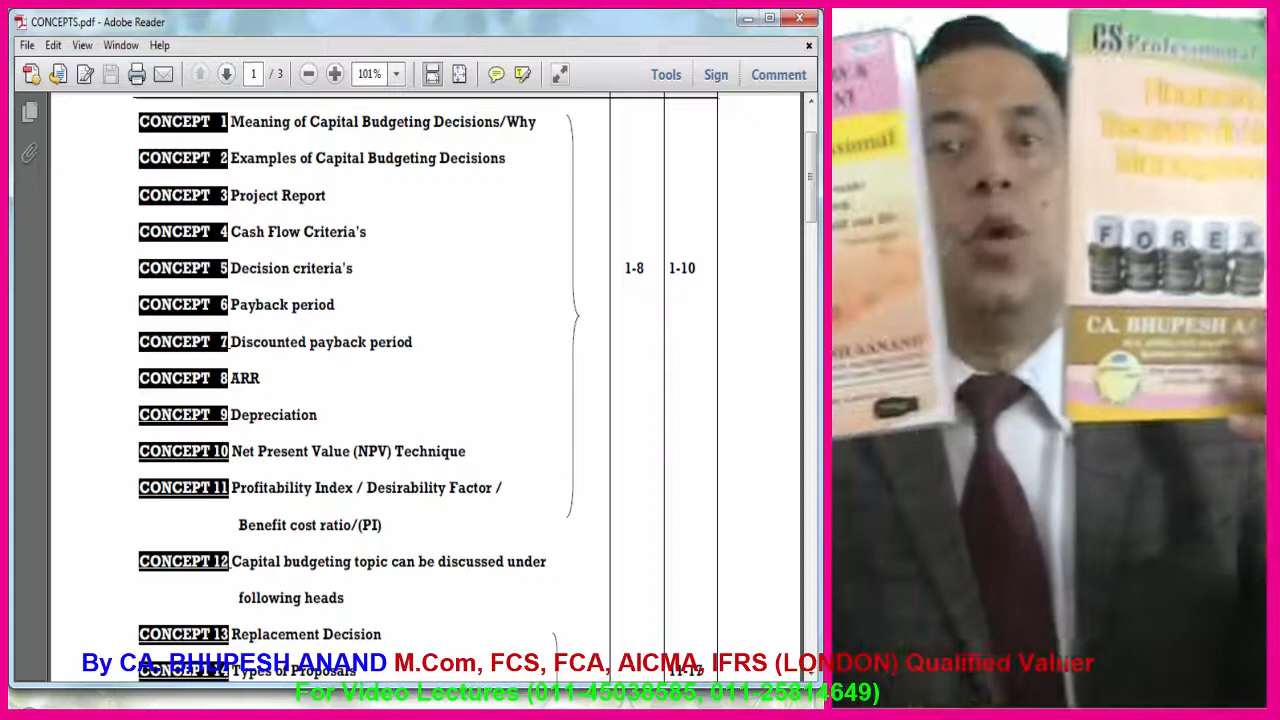 CONCEPTS.pdf - Adobe Reader
File Edit View Window Help
1 / 3 101% Tools Sign Comment
CONCEPT 1 Meaning of Capital Budgeting Decisions/Why
CONCEPT 2 Examples of Capital Budgeting Decisions
CONCEPT 3 Project Report
CONCEPT 4 Cash Flow Criteria's
CONCEPT 5 Decision criteria's 1-8 1-10
CONCEPT 6 Payback period
CONCEPT 7 Discounted payback period
CONCEPT 8 ARR
CONCEPT 9 Depreciation
CONCEPT 10 Net Present Value (NPV) Technique
CONCEPT 11 Profitability Index / Desirability Factor /
Benefit cost ratio/(PI)
CONCEPT 12 Capital budgeting topic can be discussed under
following heads
CONCEPT 13 Replacement Decision
CONCEPT 14 Types of Proposals
By CA. BHUPESH ANAND M.Com, FCS, FCA, AICMA, IFRS (LONDON) Qualified Valuer
For Video Lectures (011-45038585, 011-25814649)
CS Professional
FOREX
CA. BHUPESH A